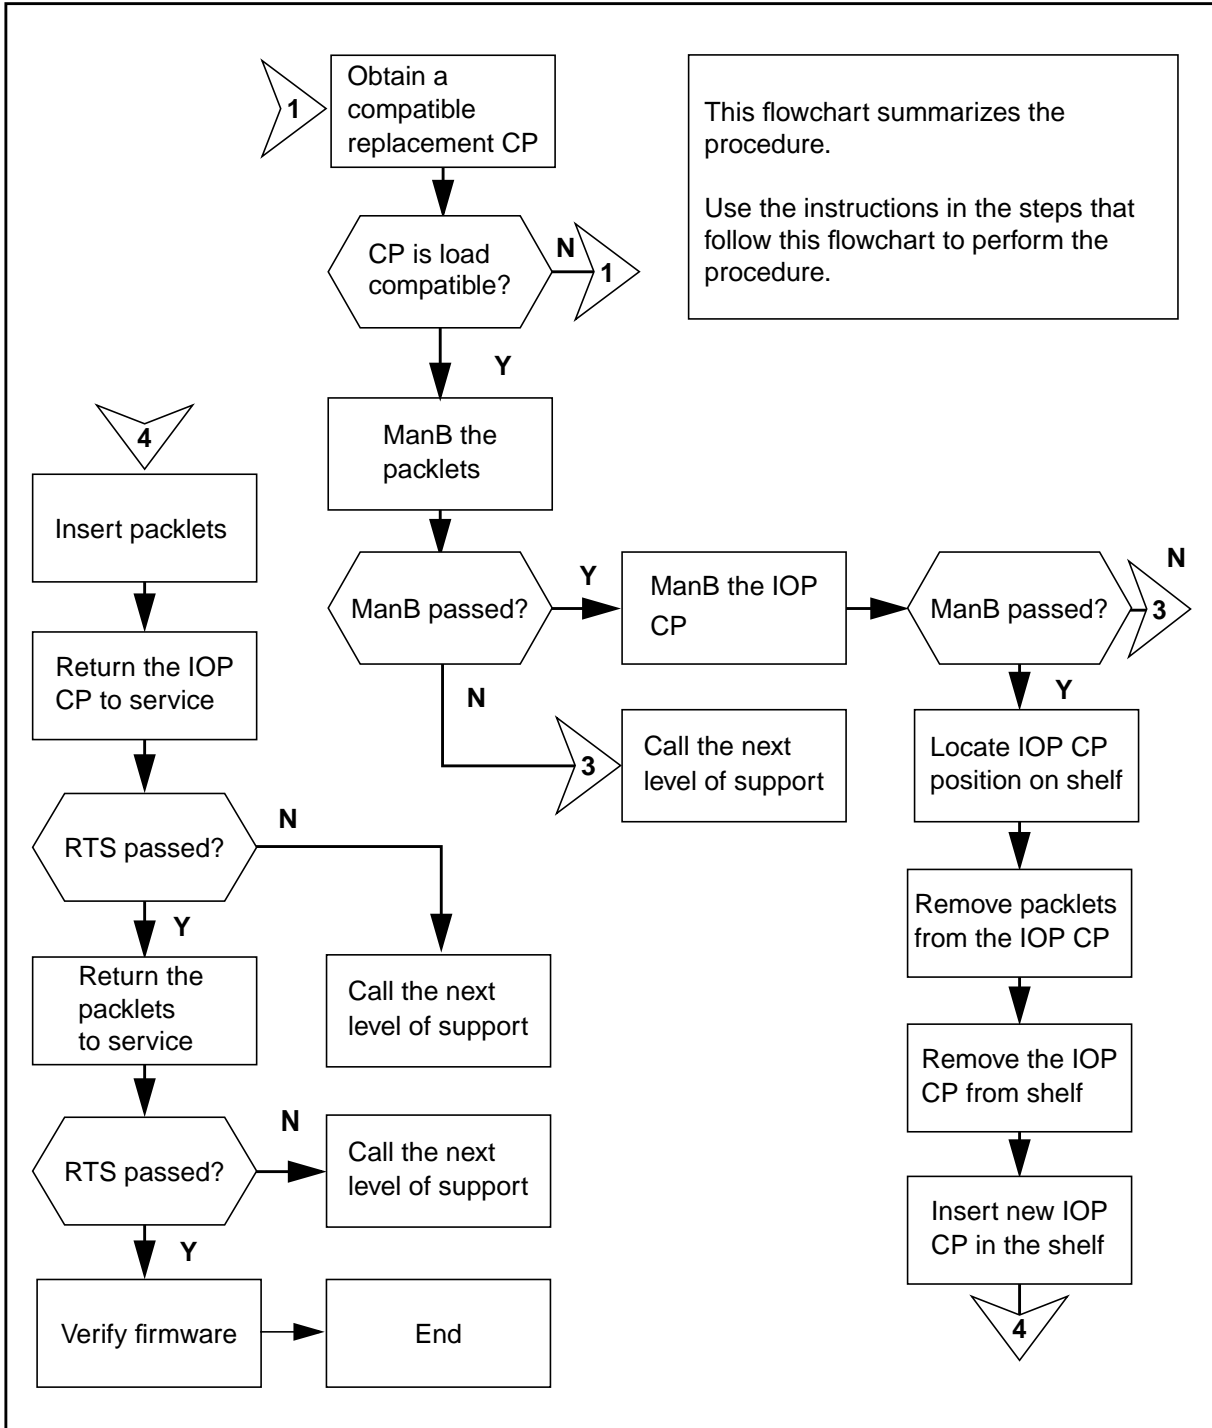 1
Obtain a
compatible
replacement CP
This flowchart summarizes the
procedure.
Use the instructions in the steps that
follow this flowchart to perform the
procedure.
CP is load
compatible?
N
1
Y
ManB the
packlets
ManB passed?
Y
ManB the IOP
CP
ManB passed?
N
3
N
3
Call the next
level of support
Y
Locate IOP CP
position on shelf
Remove packlets
from the IOP CP
Remove the IOP
CP from shelf
Insert new IOP
CP in the shelf
4
4
Insert packlets
Return the IOP
CP to service
RTS passed?
N
Call the next
level of support
Y
Return the
packlets
to service
RTS passed?
N
Call the next
level of support
Y
Verify firmware
End